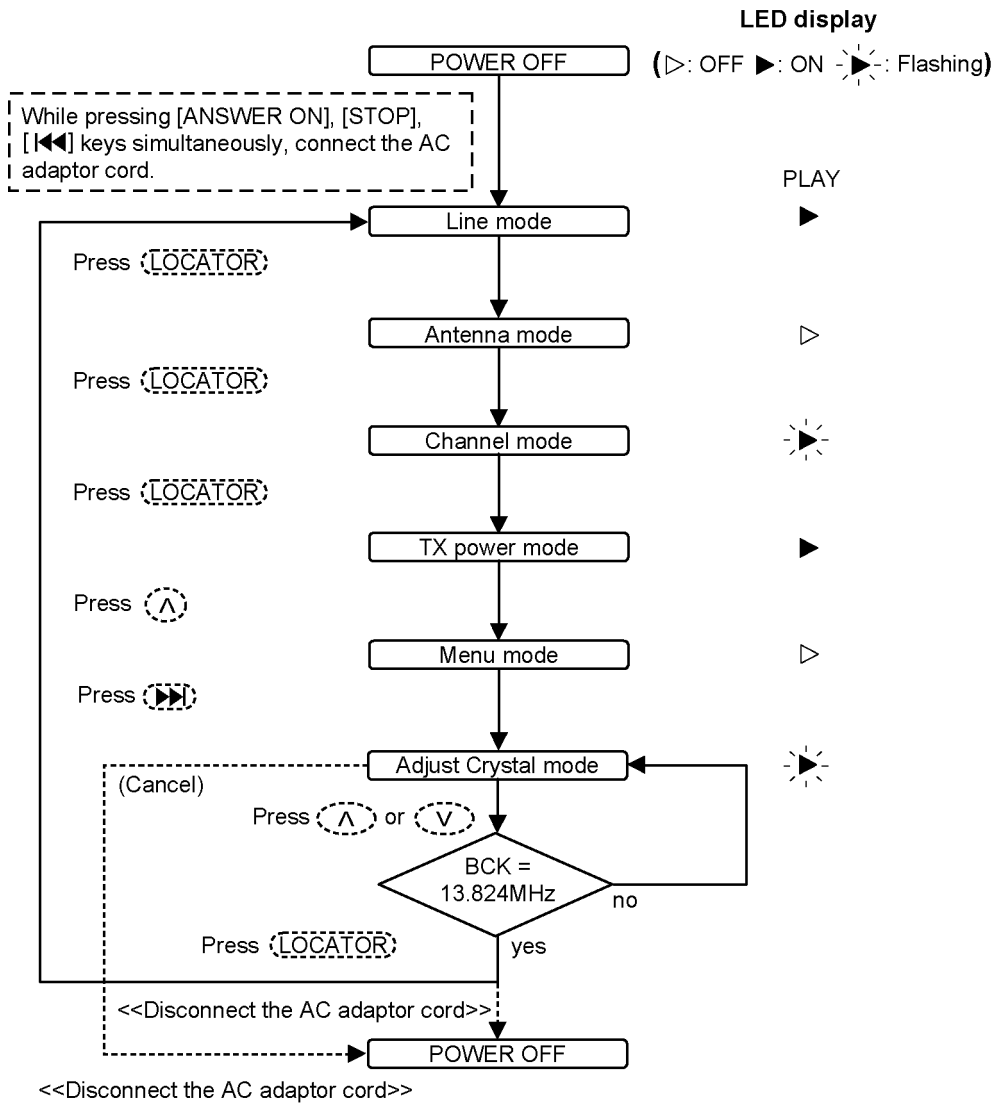 LED display
POWER OFF
(▷: OFF ▶: ON ▶: Flashing)
While pressing [ANSWER ON], [STOP],
[|◀◀] keys simultaneously, connect the AC
adaptor cord.
PLAY
Line mode
Press LOCATOR
Antenna mode
Press LOCATOR
Channel mode
Press LOCATOR
TX power mode
Press ∧
Menu mode
Press ▶▶|
Adjust Crystal mode
(Cancel)
Press ∧ or ∨
BCK =
13.824MHz
no
Press LOCATOR
yes
<<Disconnect the AC adaptor cord>>
POWER OFF
<<Disconnect the AC adaptor cord>>